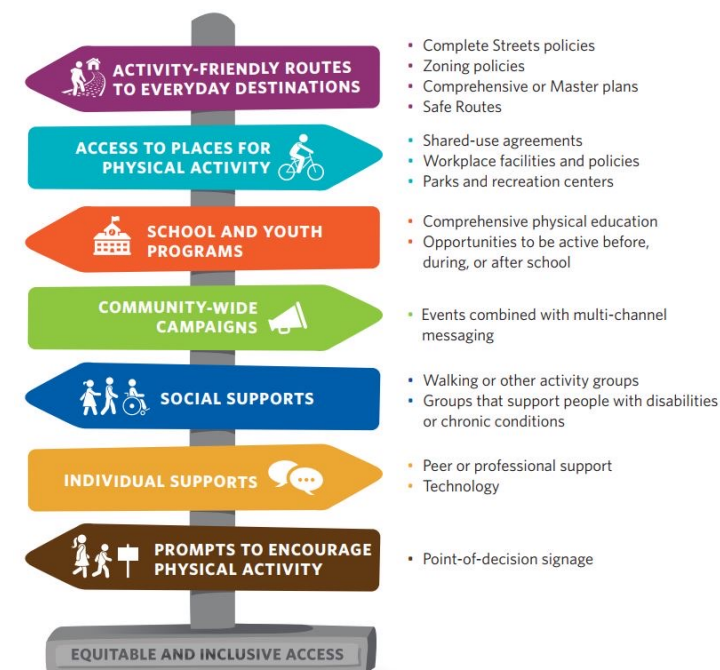 ACTIVITY-FRIENDLY ROUTES
TO EVERYDAY DESTINATIONS
• Complete Streets policies
• Zoning policies
• Comprehensive or Master plans
• Safe Routes
ACCESS TO PLACES FOR
PHYSICAL ACTIVITY
• Shared-use agreements
• Workplace facilities and policies
• Parks and recreation centers
SCHOOL AND YOUTH
PROGRAMS
• Comprehensive physical education
• Opportunities to be active before,
during, or after school
COMMUNITY-WIDE
CAMPAIGNS
• Events combined with multi-channel
messaging
SOCIAL SUPPORTS
• Walking or other activity groups
• Groups that support people with disabilities
or chronic conditions
INDIVIDUAL SUPPORTS
• Peer or professional support
• Technology
PROMPTS TO ENCOURAGE
PHYSICAL ACTIVITY
• Point-of-decision signage
EQUITABLE AND INCLUSIVE ACCESS